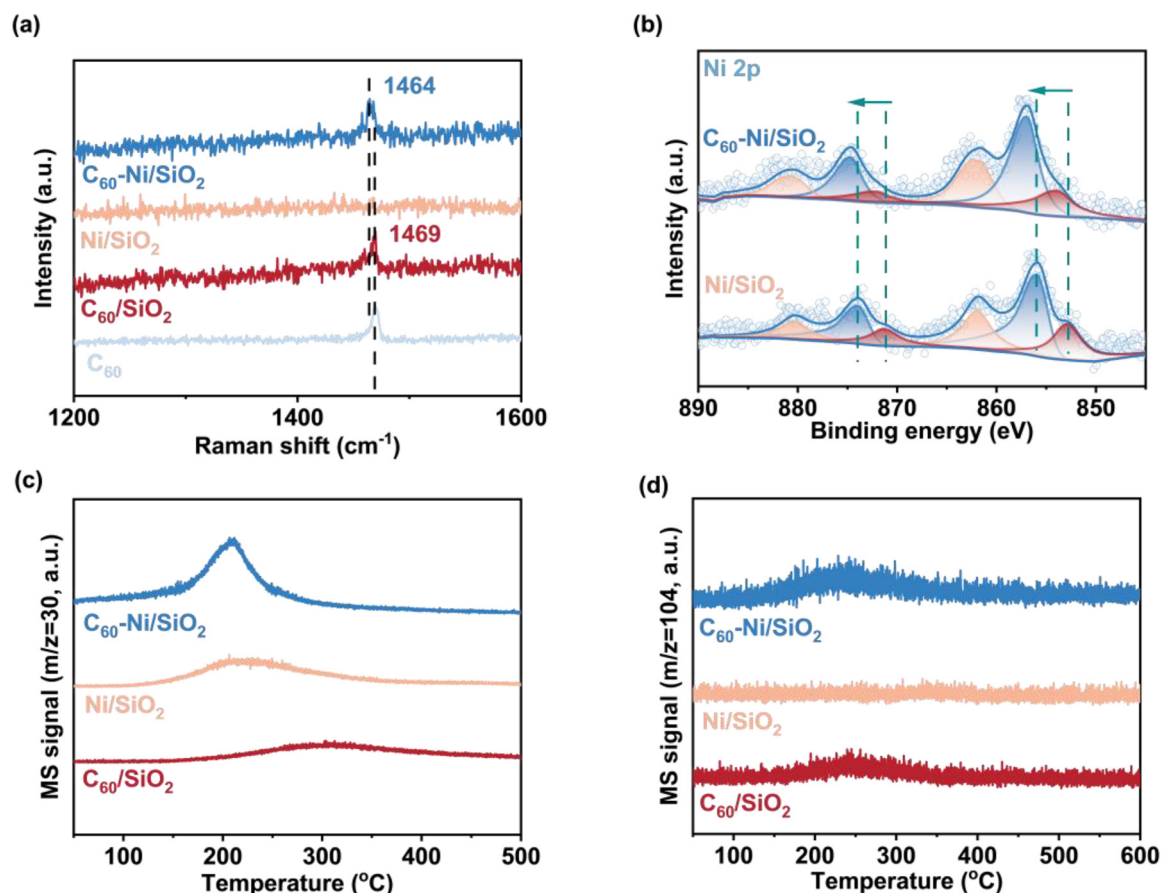 (a)
1464
C₆₀-Ni/SiO₂
Ni/SiO₂
1469
C₆₀/SiO₂
C₆₀
Intensity (a.u.)
1200 1400 1600
Raman shift (cm⁻¹)
(b)
Ni 2p
C₆₀-Ni/SiO₂
Ni/SiO₂
Intensity (a.u.)
890 880 870 860 850
Binding energy (eV)
(c)
C₆₀-Ni/SiO₂
Ni/SiO₂
C₆₀/SiO₂
MS signal (m/z=30, a.u.)
100 200 300 400 500
Temperature (°C)
(d)
C₆₀-Ni/SiO₂
Ni/SiO₂
C₆₀/SiO₂
MS signal (m/z=104, a.u.)
100 200 300 400 500 600
Temperature (°C)